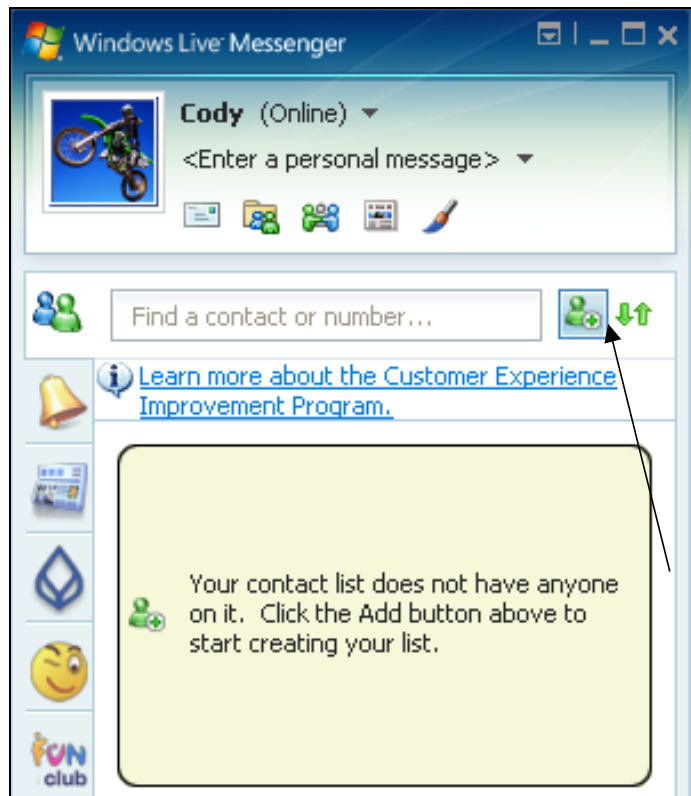 Windows Live Messenger
Cody (Online)
<Enter a personal message>
Find a contact or number...
Learn more about the Customer Experience
Improvement Program.
Your contact list does not have anyone
on it. Click the Add button above to
start creating your list.
FUN
club